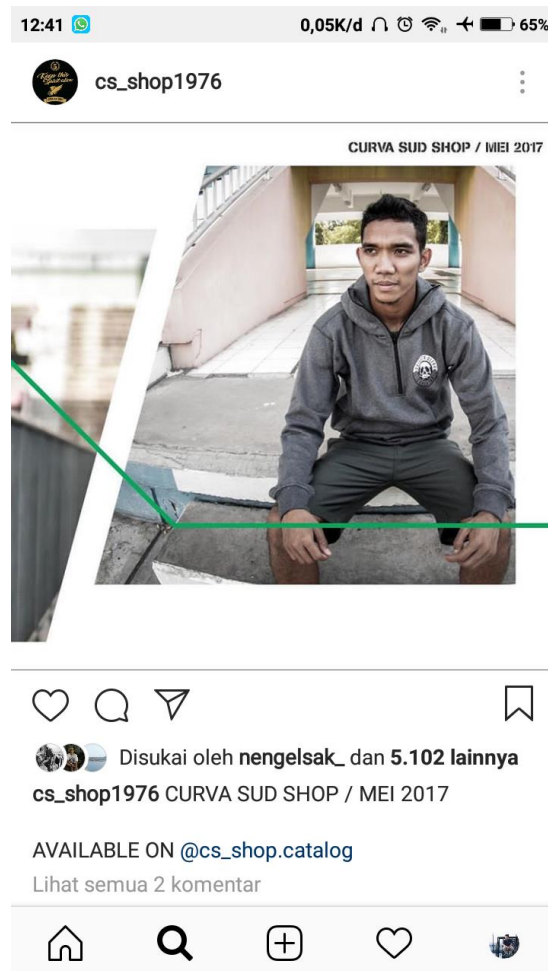 12:41
0,05K/d
65%
cs_shop1976
CURVA SUD SHOP / MEI 2017
Disukai oleh nengelsak_ dan 5.102 lainnya
cs_shop1976 CURVA SUD SHOP / MEI 2017
AVAILABLE ON @cs_shop.catalog
Lihat semua 2 komentar